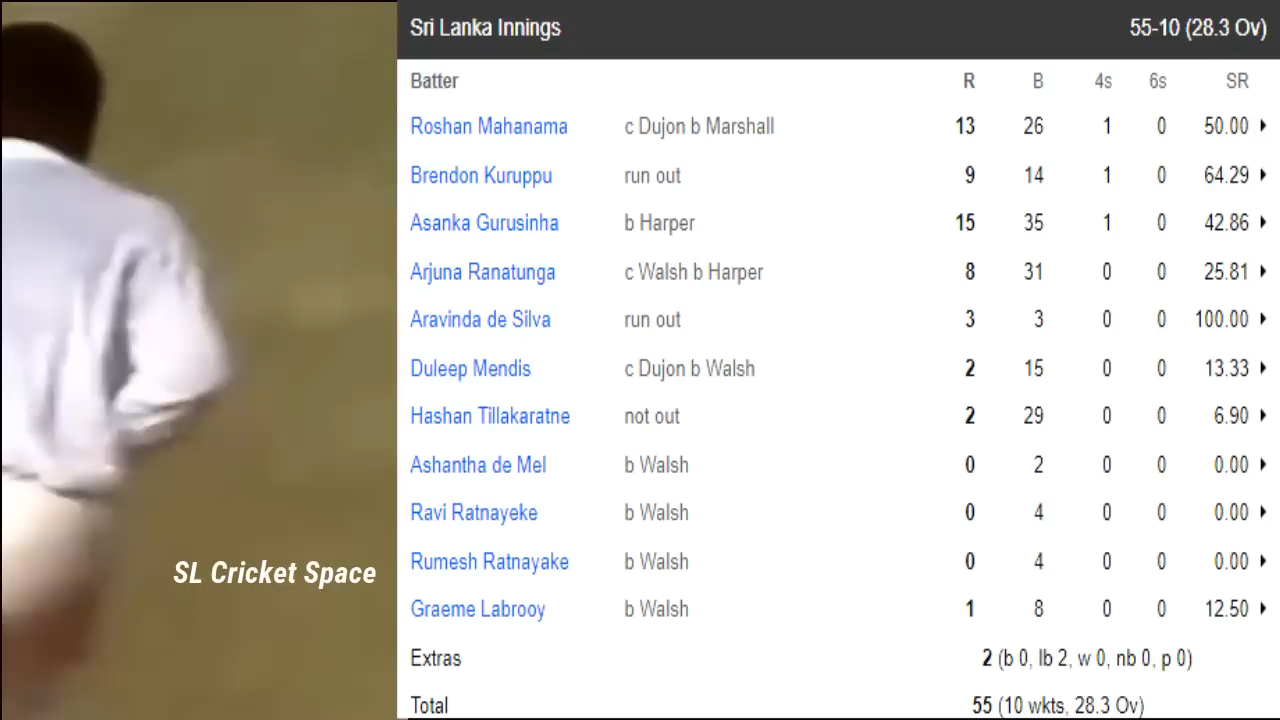 Sri Lanka Innings 55-10 (28.3 Ov)
Batter R B 4s 6s SR
Roshan Mahanama c Dujon b Marshall 13 26 1 0 50.00
Brendon Kuruppu run out 9 14 1 0 64.29
Asanka Gurusinha b Harper 15 35 1 0 42.86
Arjuna Ranatunga c Walsh b Harper 8 31 0 0 25.81
Aravinda de Silva run out 3 3 0 0 100.00
Duleep Mendis c Dujon b Walsh 2 15 0 0 13.33
Hashan Tillakaratne not out 2 29 0 0 6.90
Ashantha de Mel b Walsh 0 2 0 0 0.00
Ravi Ratnayeke b Walsh 0 4 0 0 0.00
Rumesh Ratnayake b Walsh 0 4 0 0 0.00
Graeme Labrooy b Walsh 1 8 0 0 12.50
Extras 2 (b 0, lb 2, w 0, nb 0, p 0)
Total 55 (10 wkts, 28.3 Ov)
SL Cricket Space